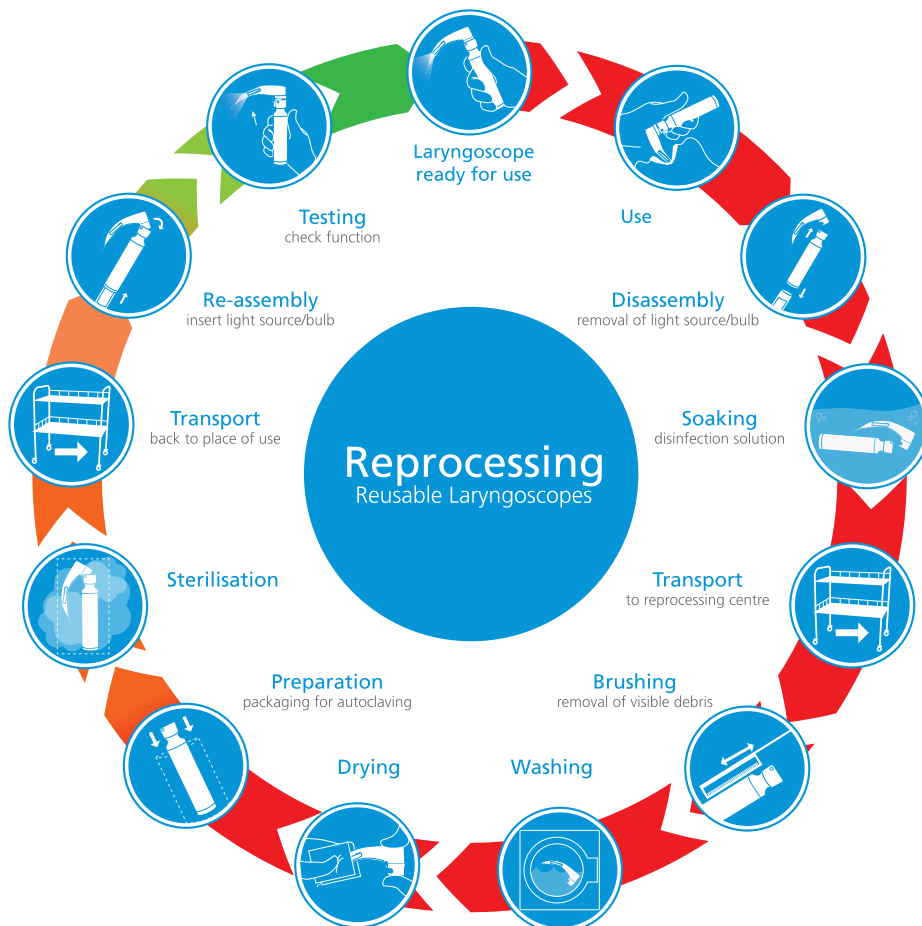 Laryngoscope
ready for use
Use
Disassembly
removal of light source/bulb
Soaking
disinfection solution
Transport
to reprocessing centre
Brushing
removal of visible debris
Washing
Drying
Preparation
packaging for autoclaving
Sterilisation
Transport
back to place of use
Re-assembly
insert light source/bulb
Testing
check function
Reprocessing
Reusable Laryngoscopes